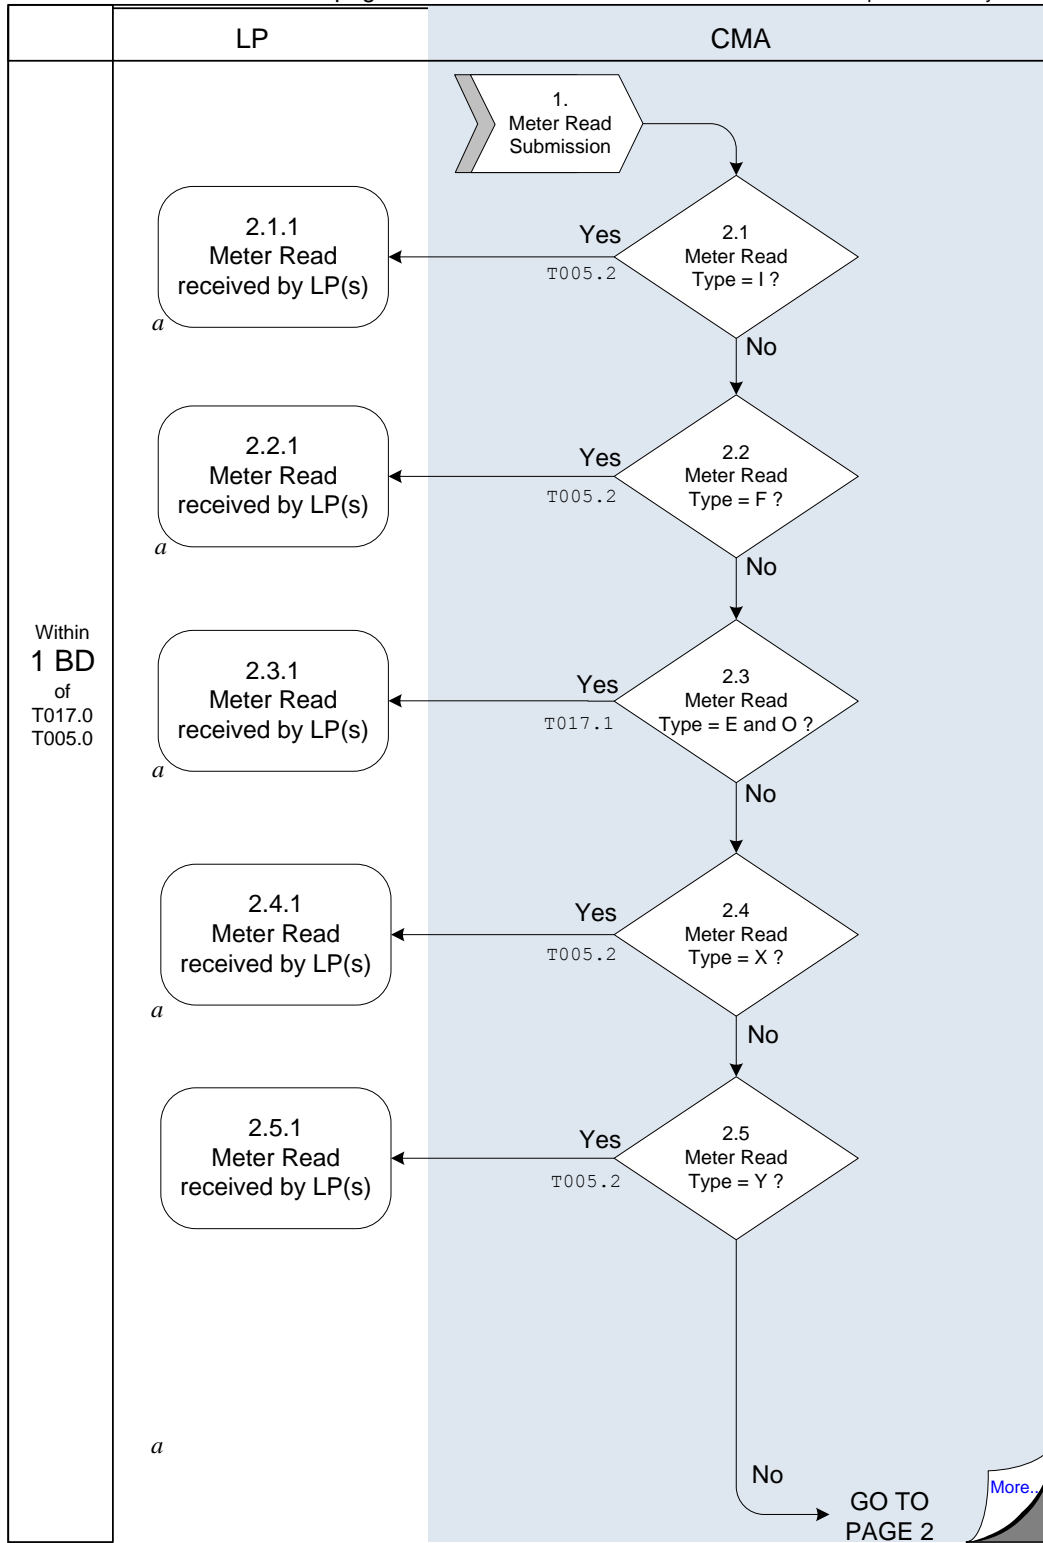 LP
CMA
1.
Meter Read
Submission
2.1.1
Meter Read
received by LP(s)
a
Yes
T005.2
2.1
Meter Read
Type = I ?
No
2.2.1
Meter Read
received by LP(s)
a
Yes
T005.2
2.2
Meter Read
Type = F ?
No
Within
1 BD
of
T017.0
T005.0
2.3.1
Meter Read
received by LP(s)
a
Yes
T017.1
2.3
Meter Read
Type = E and O ?
No
2.4.1
Meter Read
received by LP(s)
a
Yes
T005.2
2.4
Meter Read
Type = X ?
No
2.5.1
Meter Read
received by LP(s)
Yes
T005.2
2.5
Meter Read
Type = Y ?
a
No
GO TO
PAGE 2
More..